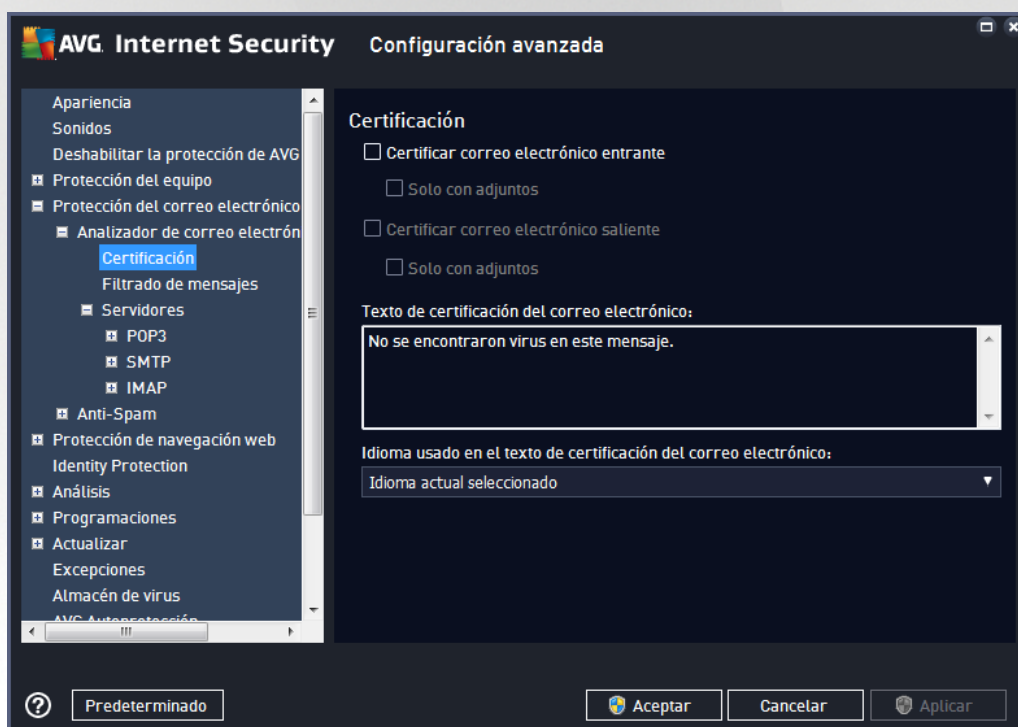 AVG. Internet Security
Configuración avanzada
Apariencia
Sonidos
Deshabilitar la protección de AVG
Protección del equipo
Protección del correo electrónico
Analizador de correo electrón
Certificación
Filtrado de mensajes
Servidores
POP3
SMTP
IMAP
Anti-Spam
Protección de navegación web
Identity Protection
Análisis
Programaciones
Actualizar
Excepciones
Almacén de virus
AVG Autoprotección
Certificación
Certificar correo electrónico entrante
Solo con adjuntos
Certificar correo electrónico saliente
Solo con adjuntos
Texto de certificación del correo electrónico:
No se encontraron virus en este mensaje.
Idioma usado en el texto de certificación del correo electrónico:
Idioma actual seleccionado
Predeterminado
Aceptar
Cancelar
Aplicar